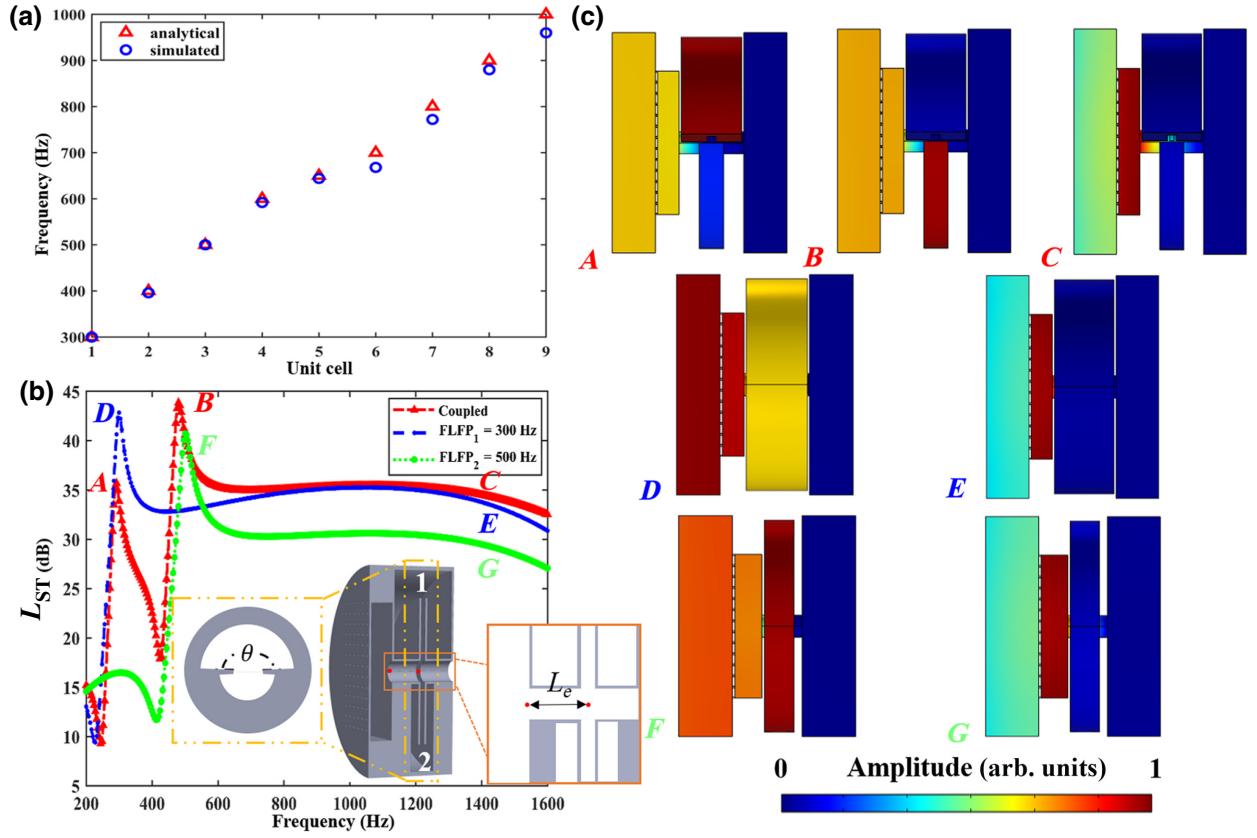 (a)
1000
900
800
700
600
500
400
300
Frequency (Hz)
analytical
simulated
1 2 3 4 5 6 7 8 9
Unit cell
(b)
45
40
35
30
25
20
15
10
5
L_ST (dB)
D
B
A
F
C
E
G
Coupled
FLFP₁ = 300 Hz
FLFP₂ = 500 Hz
θ
1
2
L_e
200 400 600 800 1000 1200 1400 1600
Frequency (Hz)
(c)
A
B
C
D
E
F
G
0 Amplitude (arb. units) 1